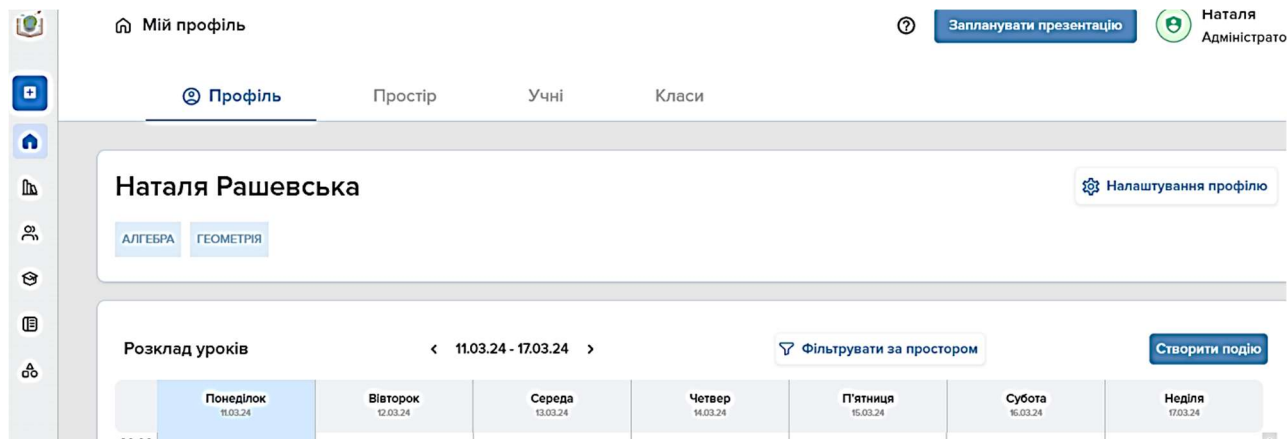 Мій профіль
Запланувати презентацію
Наталя
Адміністрато
Профіль Простір Учні Класи
Наталя Рашевська
Налаштування профілю
АЛГЕБРА ГЕОМЕТРІЯ
Розклад уроків
11.03.24 - 17.03.24
Фільтрувати за простором
Створити подію
Понеділок Вівторок Середа Четвер П'ятниця Субота Неділя
11.03.24 12.03.24 13.03.24 14.03.24 15.03.24 16.03.24 17.03.24